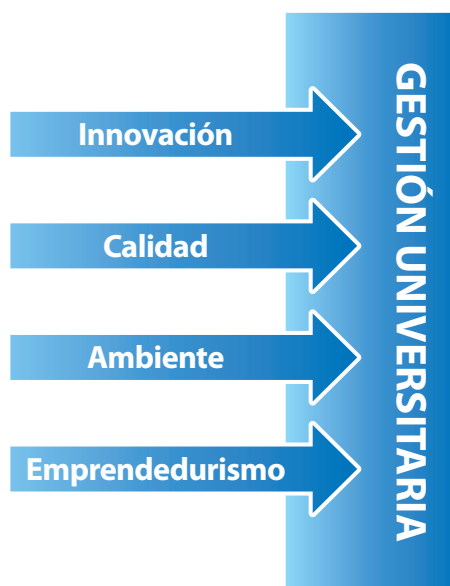 Innovación
Calidad
Ambiente
Emprendedurismo
GESTIÓN UNIVERSITARIA